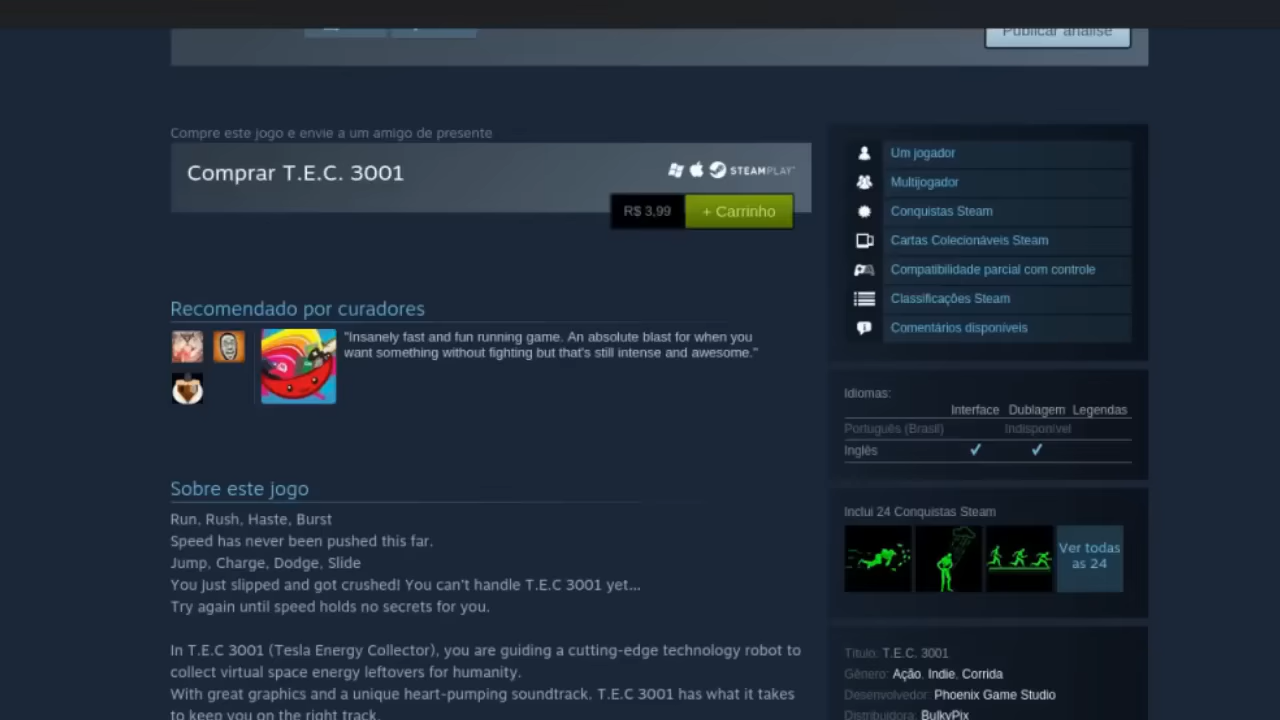 Publicar análise
Compre este jogo e envie a um amigo de presente
Comprar T.E.C. 3001
STEAMPLAY
R$ 3,99
+ Carrinho
Recomendado por curadores
"Insanely fast and fun running game. An absolute blast for when you
want something without fighting but that's still intense and awesome."
Sobre este jogo
Run, Rush, Haste, Burst
Speed has never been pushed this far.
Jump, Charge, Dodge, Slide
You just slipped and got crushed! You can't handle T.E.C 3001 yet...
Try again until speed holds no secrets for you.
In T.E.C 3001 (Tesla Energy Collector), you are guiding a cutting-edge technology robot to
collect virtual space energy leftovers for humanity.
With great graphics and a unique heart-pumping soundtrack, T.E.C 3001 has what it takes
to keep you on the right track.
Um jogador
Multijogador
Conquistas Steam
Cartas Colecionáveis Steam
Compatibilidade parcial com controle
Classificações Steam
Comentários disponíveis
Idiomas:
Interface Dublagem Legendas
Português (Brasil) Indisponível
Inglês ✓ ✓
Inclui 24 Conquistas Steam
Ver todas
as 24
Título: T.E.C. 3001
Gênero: Ação, Indie, Corrida
Desenvolvedor: Phoenix Game Studio
Distribuidora: BulkyPix